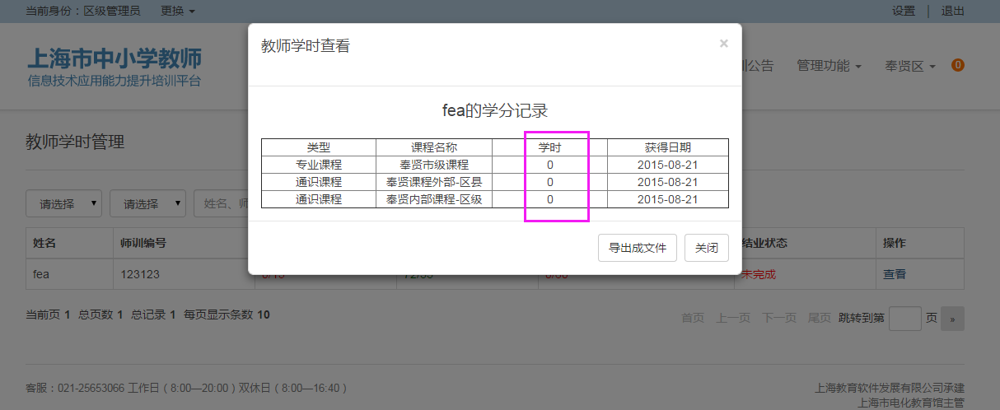 当前身份：区级管理员 更换 设置 | 退出
教师学时查看 ×
上海市中小学教师
信息技术应用能力提升培训平台
训公告 管理功能 奉贤区 0
fea的学分记录
教师学时管理
类型 课程名称 学时 获得日期
专业课程 奉贤市级课程 0 2015-08-21
通识课程 奉贤课程外部-区县 0 2015-08-21
通识课程 奉贤内部课程-区级 0 2015-08-21
请选择 请选择 姓名、师
导出成文件 关闭
姓名 师训编号 结业状态 操作
fea 123123 未完成 查看
当前页 1 总页数 1 总记录 1 每页显示条数 10
首页 上一页 下一页 尾页 跳转到第 页 »
客服：021-25653066 工作日（8:00—20:00）双休日（8:00—16:40）
上海教育软件发展有限公司承建
上海市电化教育馆主管